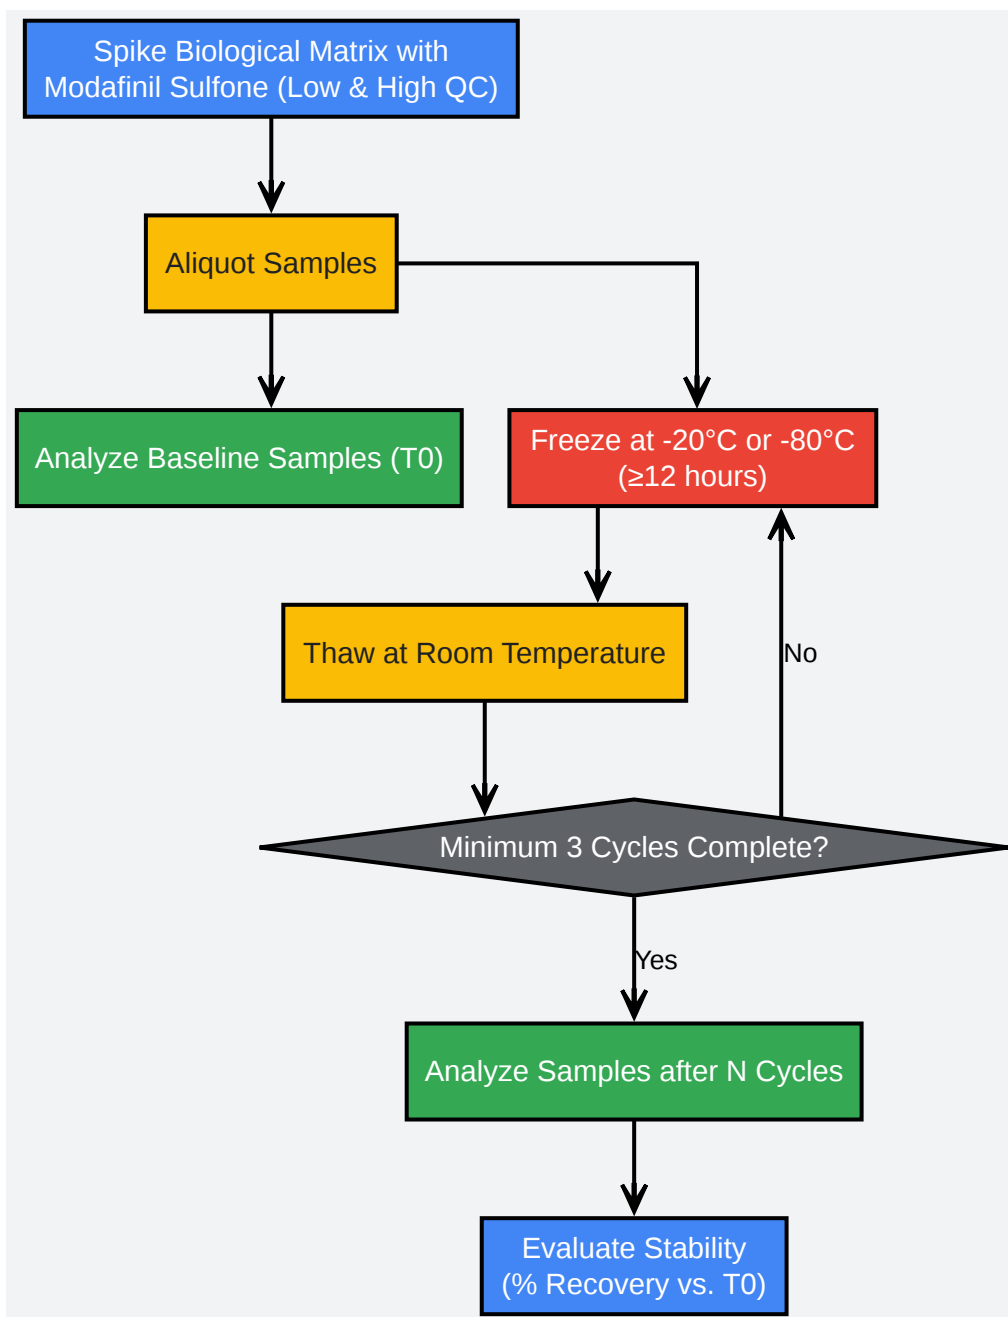 Spike Biological Matrix with
Modafinil Sulfone (Low & High QC)
Aliquot Samples
Analyze Baseline Samples (T0)
Freeze at -20°C or -80°C
(≥12 hours)
Thaw at Room Temperature
No
Minimum 3 Cycles Complete?
Yes
Analyze Samples after N Cycles
Evaluate Stability
(% Recovery vs. T0)